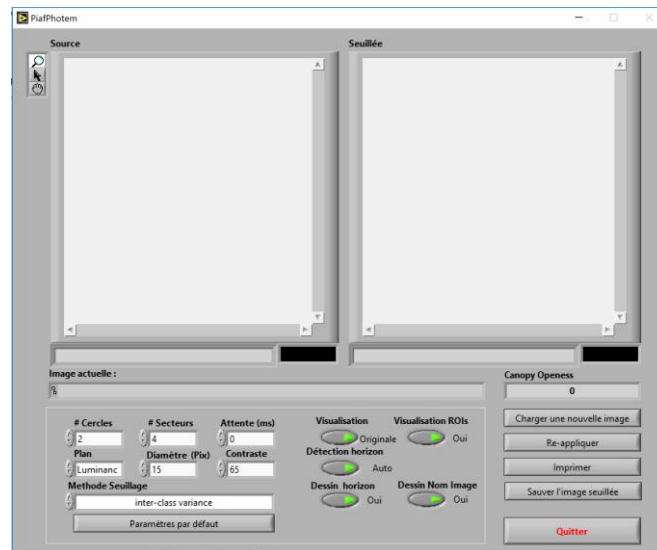 PiafPhotem
Source
Seuillée
Image actuelle :
Canopy Openess
0
# Cercles
# Secteurs
Attente (ms)
2
4
0
Plan
Diamètre (Pix)
Contraste
Luminanc
15
65
Methode Seuillage
inter-class variance
Paramètres par défaut
Visualisation
Visualisation ROIs
Originale
Oui
Détection horizon
Auto
Dessin horizon
Dessin Nom Image
Oui
Oui
Charger une nouvelle image
Re-appliquer
Imprimer
Sauver l'image seuillée
Quitter